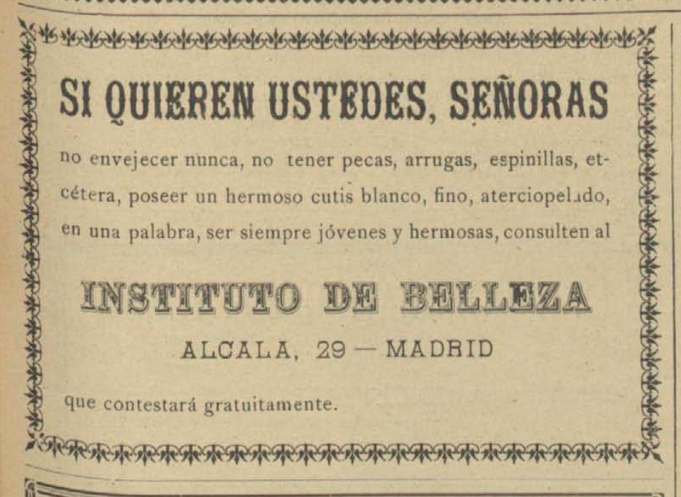 SI QUIEREN USTEDES, SEÑORAS
no envejecer nunca, no tener pecas, arrugas, espinillas, et-
cétera, poseer un hermoso cutis blanco, fino, aterciopelado,
en una palabra, ser siempre jóvenes y hermosas, consulten al
INSTITUTO DE BELLEZA
ALCALA, 29 — MADRID
que contestará gratuitamente.